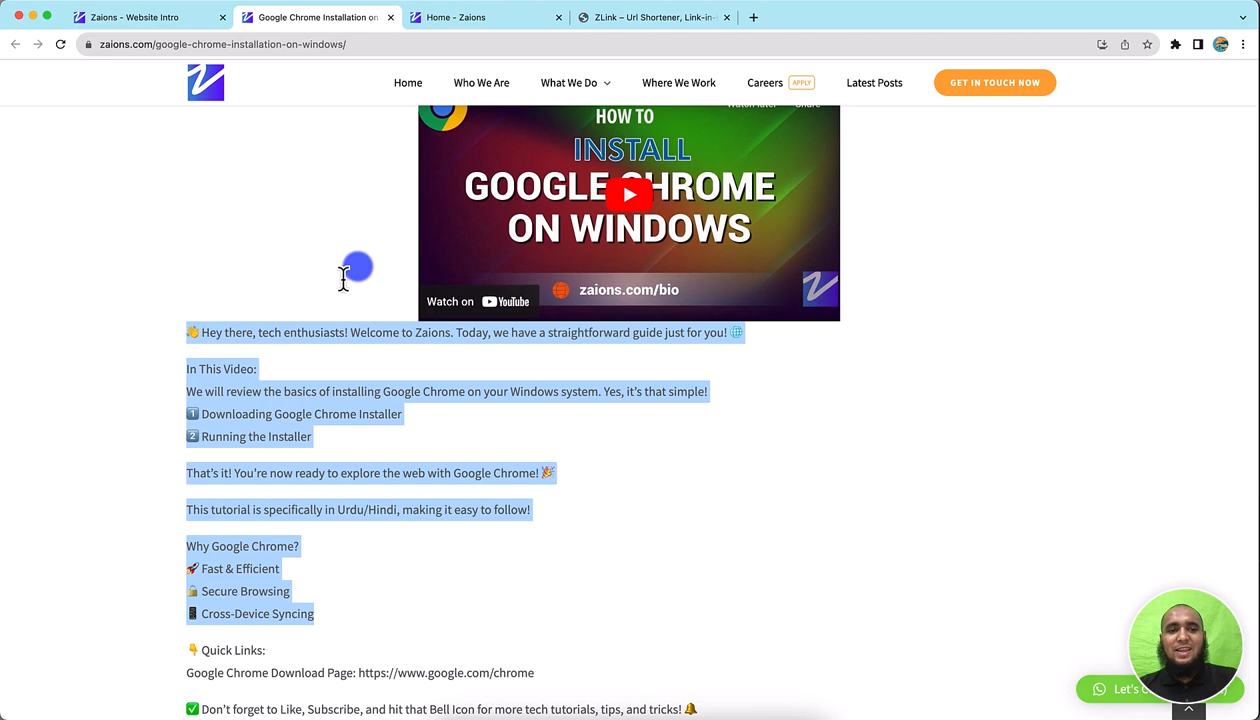 Zaions - Website Intro
Google Chrome Installation on
Home - Zaions
ZLink – Url Shortener, Link-in-
zaions.com/google-chrome-installation-on-windows/
Home
Who We Are
What We Do
Where We Work
Careers
APPLY
Latest Posts
GET IN TOUCH NOW
HOW TO
INSTALL
GOOGLE CHROME
ON WINDOWS
zaions.com/bio
Watch on YouTube
👋 Hey there, tech enthusiasts! Welcome to Zaions. Today, we have a straightforward guide just for you! 🌐
In This Video:
We will review the basics of installing Google Chrome on your Windows system. Yes, it’s that simple!
1️⃣ Downloading Google Chrome Installer
2️⃣ Running the Installer
That’s it! You’re now ready to explore the web with Google Chrome! 🎉
This tutorial is specifically in Urdu/Hindi, making it easy to follow!
Why Google Chrome?
🚀 Fast & Efficient
🔒 Secure Browsing
📱 Cross-Device Syncing
👇 Quick Links:
Google Chrome Download Page: https://www.google.com/chrome
Let's
✅ Don’t forget to Like, Subscribe, and hit that Bell Icon for more tech tutorials, tips, and tricks! 🔔